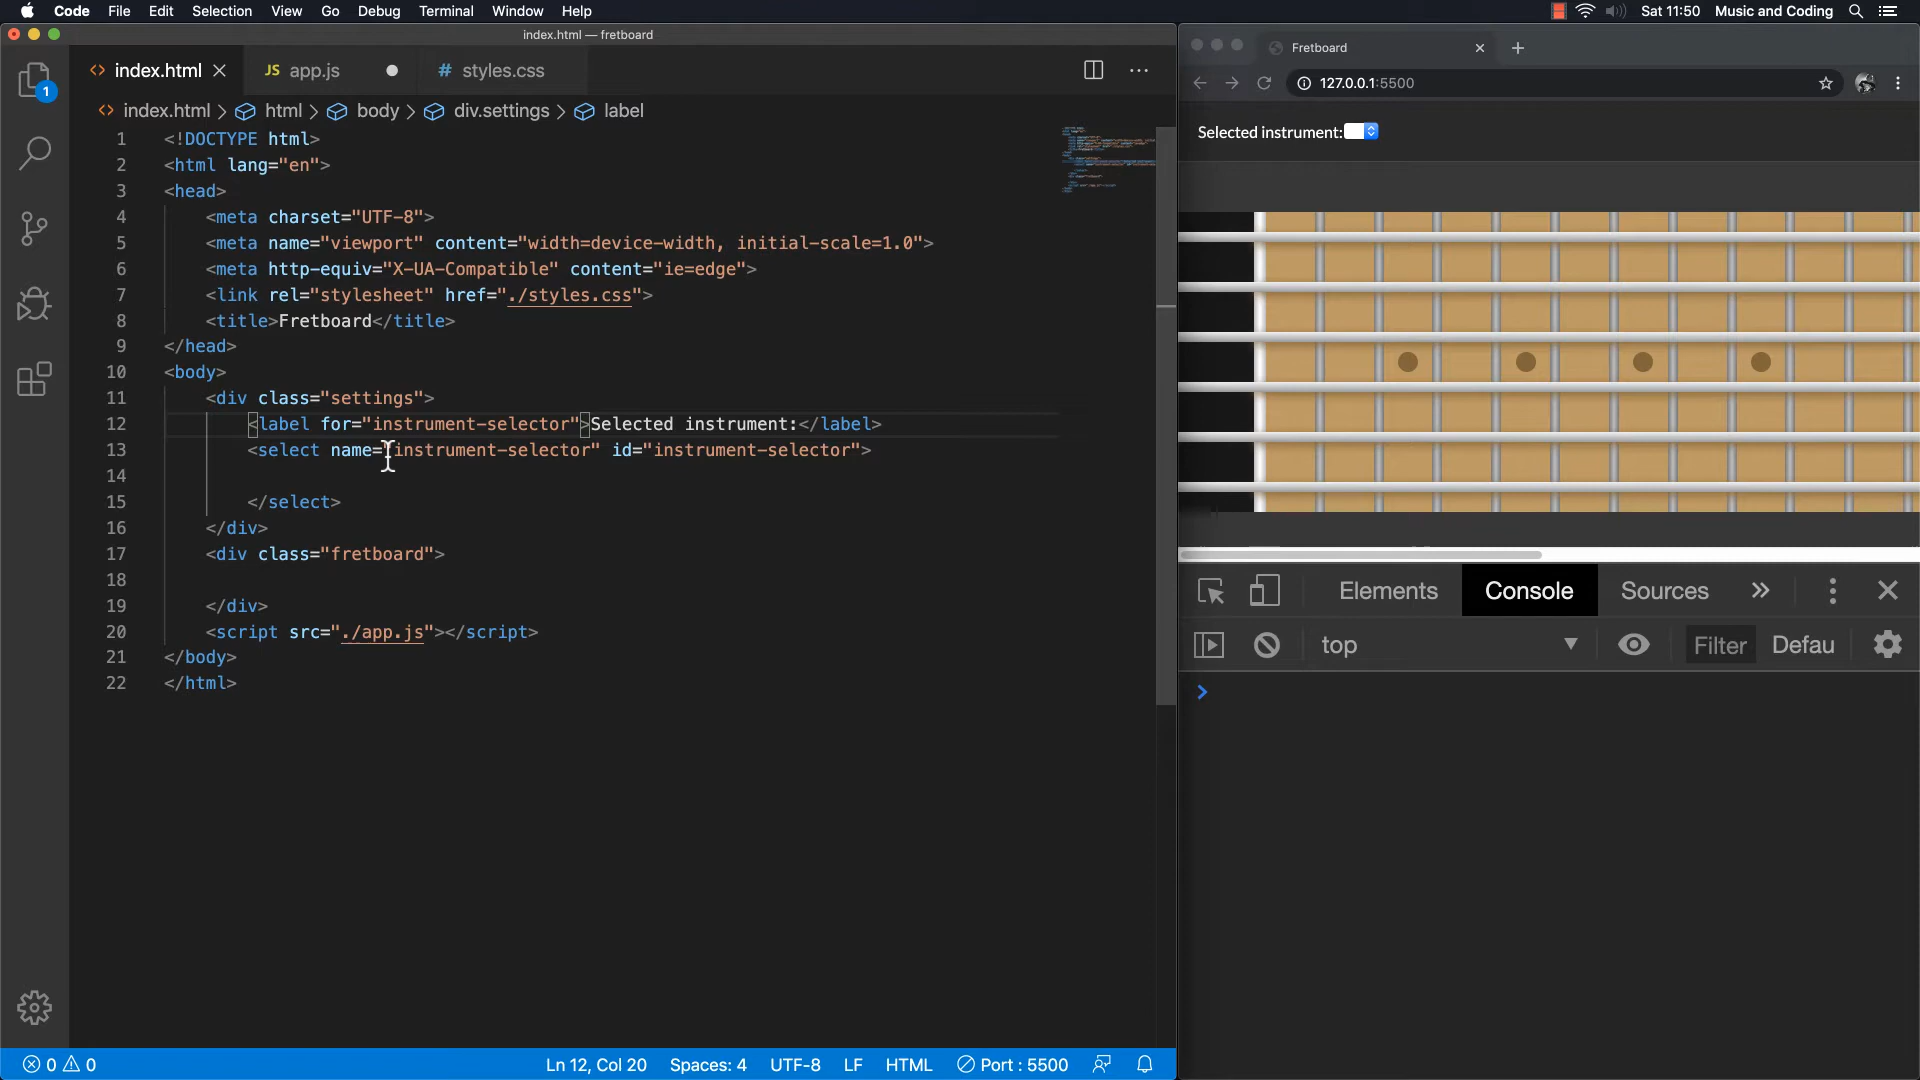 Code File Edit Selection View Go Debug Terminal Window Help
Sat 11:50 Music and Coding
index.html — fretboard
1
<> index.html
JS app.js
# styles.css
<> index.html > html > body > div.settings > label
1 <!DOCTYPE html>
2 <html lang="en">
3 <head>
4 <meta charset="UTF-8">
5 <meta name="viewport" content="width=device-width, initial-scale=1.0">
6 <meta http-equiv="X-UA-Compatible" content="ie=edge">
7 <link rel="stylesheet" href="./styles.css">
8 <title>Fretboard</title>
9 </head>
10 <body>
11 <div class="settings">
12 <label for="instrument-selector">Selected instrument:</label>
13 <select name="instrument-selector" id="instrument-selector">
14
15 </select>
16 </div>
17 <div class="fretboard">
18
19 </div>
20 <script src="./app.js"></script>
21 </body>
22 </html>
0 0
Ln 12, Col 20 Spaces: 4 UTF-8 LF HTML Port : 5500
Fretboard
127.0.0.1:5500
Selected instrument:
Elements Console Sources
top Filter Defau